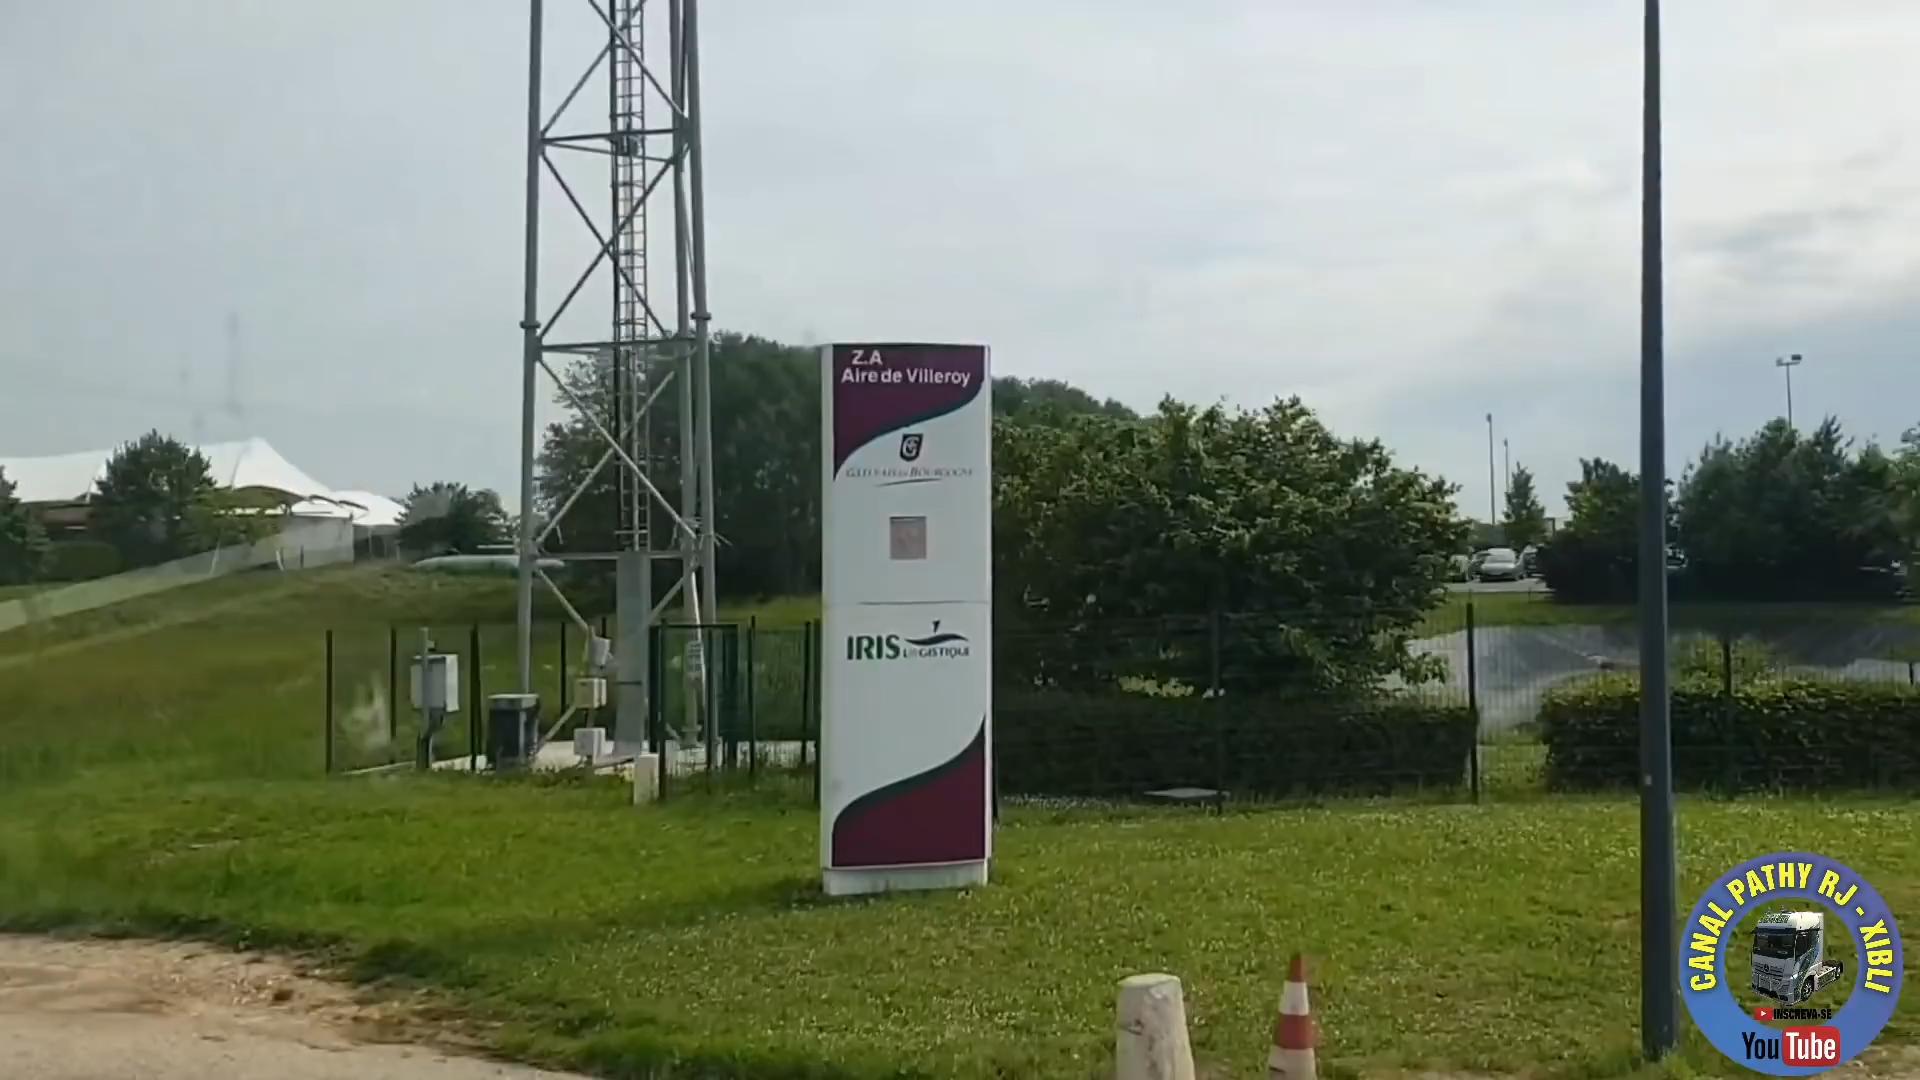 Z.A
Aire de Villeroy
IRIS LOGISTIQUE
CANAL PATHY RJ - XIBLI
INSCREVA-SE
YouTube